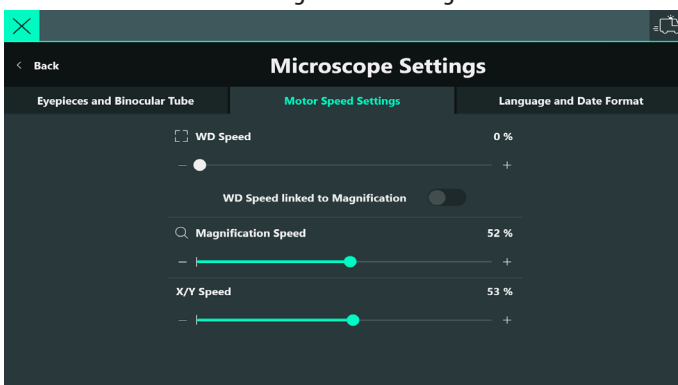 < Back
Microscope Settings
Eyepieces and Binocular Tube
Motor Speed Settings
Language and Date Format
WD Speed 0 %
− +
WD Speed linked to Magnification
Magnification Speed 52 %
− +
X/Y Speed 53 %
− +